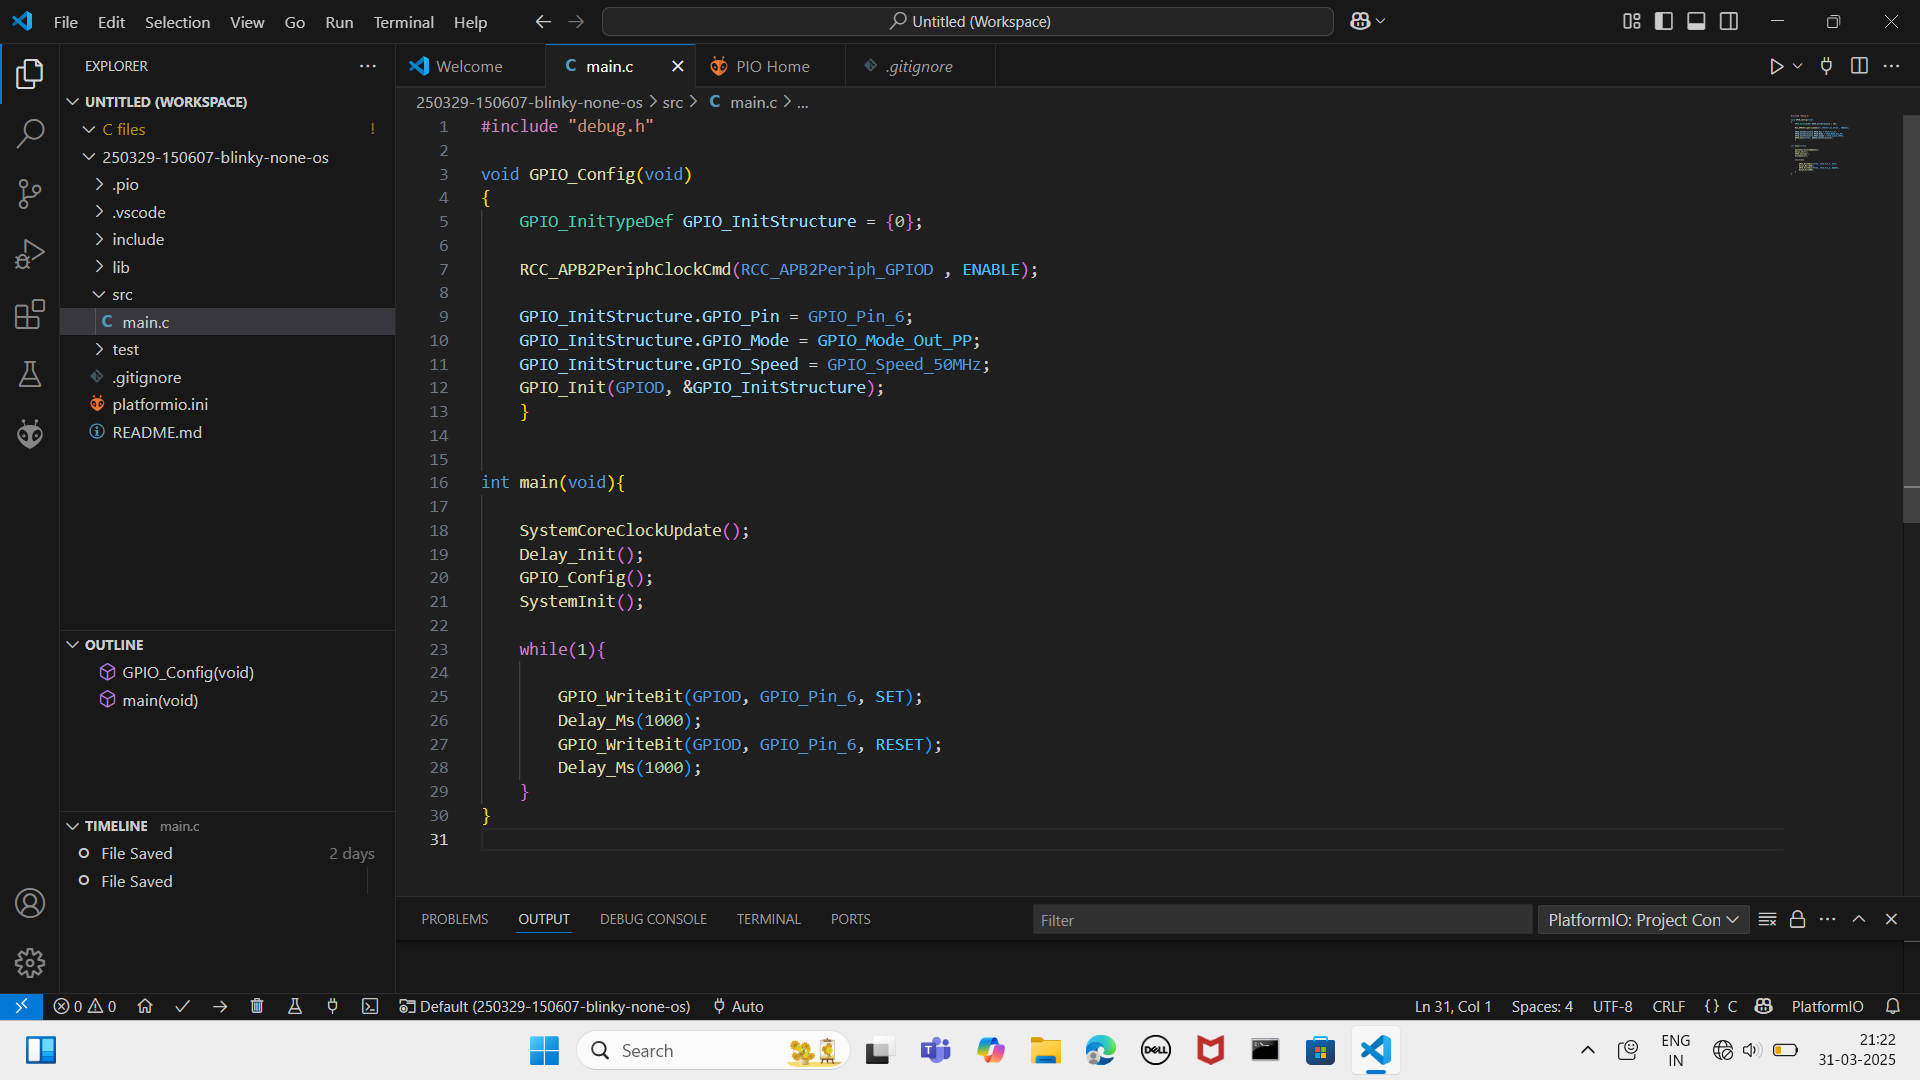 File Edit Selection View Go Run Terminal Help
Untitled (Workspace)
EXPLORER
Welcome
main.c
PIO Home
.gitignore
UNTITLED (WORKSPACE)
C files !
250329-150607-blinky-none-os
.pio
.vscode
include
lib
src
C main.c
test
.gitignore
platformio.ini
README.md
OUTLINE
GPIO_Config(void)
main(void)
TIMELINE main.c
File Saved 2 days
File Saved
250329-150607-blinky-none-os > src > C main.c > ...
1 #include "debug.h"
2
3 void GPIO_Config(void)
4 {
5 GPIO_InitTypeDef GPIO_InitStructure = {0};
6
7 RCC_APB2PeriphClockCmd(RCC_APB2Periph_GPIOD , ENABLE);
8
9 GPIO_InitStructure.GPIO_Pin = GPIO_Pin_6;
10 GPIO_InitStructure.GPIO_Mode = GPIO_Mode_Out_PP;
11 GPIO_InitStructure.GPIO_Speed = GPIO_Speed_50MHz;
12 GPIO_Init(GPIOD, &GPIO_InitStructure);
13 }
14
15
16 int main(void){
17
18 SystemCoreClockUpdate();
19 Delay_Init();
20 GPIO_Config();
21 SystemInit();
22
23 while(1){
24
25 GPIO_WriteBit(GPIOD, GPIO_Pin_6, SET);
26 Delay_Ms(1000);
27 GPIO_WriteBit(GPIOD, GPIO_Pin_6, RESET);
28 Delay_Ms(1000);
29 }
30 }
31
PROBLEMS OUTPUT DEBUG CONSOLE TERMINAL PORTS
Filter
PlatformIO: Project Con
0 0
Default (250329-150607-blinky-none-os)
Auto
Ln 31, Col 1 Spaces: 4 UTF-8 CRLF {} C PlatformIO
Search
DELL
ENG
IN
21:22
31-03-2025